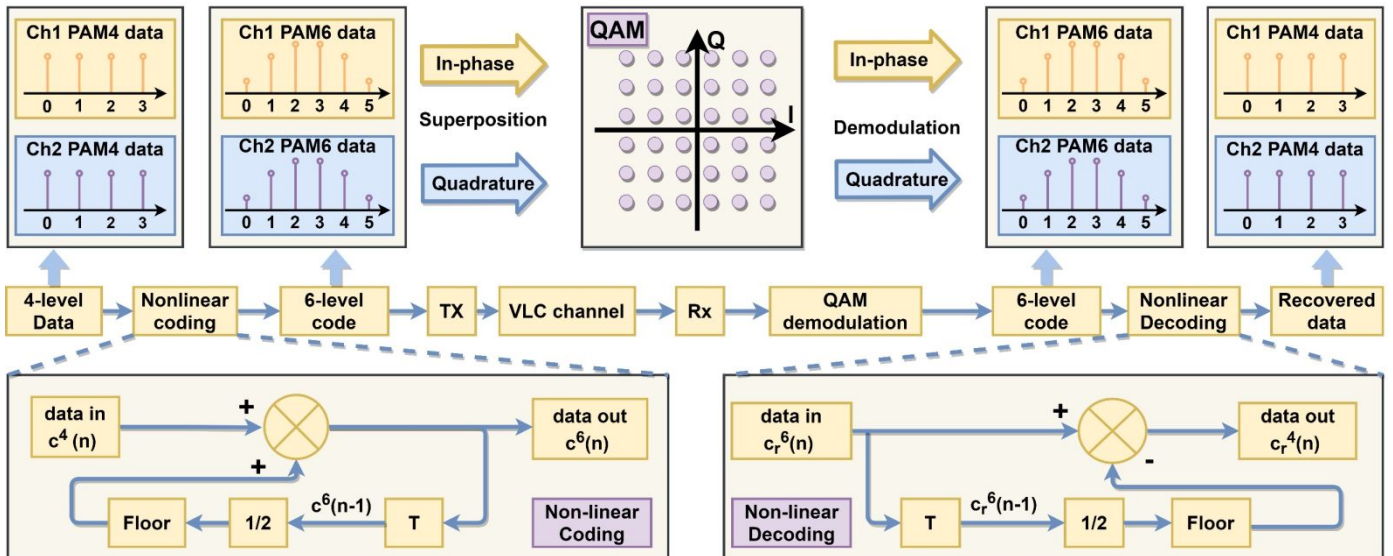 Ch1 PAM4 data
0 1 2 3
Ch2 PAM4 data
0 1 2 3
Ch1 PAM6 data
0 1 2 3 4 5
Ch2 PAM6 data
0 1 2 3 4 5
In-phase
Superposition
Quadrature
QAM
Q
I
In-phase
Demodulation
Quadrature
Ch1 PAM6 data
0 1 2 3 4 5
Ch2 PAM6 data
0 1 2 3 4 5
Ch1 PAM4 data
0 1 2 3
Ch2 PAM4 data
0 1 2 3
4-level
Data
Nonlinear
coding
6-level
code
TX
VLC channel
Rx
QAM
demodulation
6-level
code
Nonlinear
Decoding
Recovered
data
data in
c⁴(n)
+
+
data out
c⁶(n)
Floor
1/2
c⁶(n-1)
T
Non-linear
Coding
data in
cᵣ⁶(n)
+
-
data out
cᵣ⁴(n)
Non-linear
Decoding
T
cᵣ⁶(n-1)
1/2
Floor